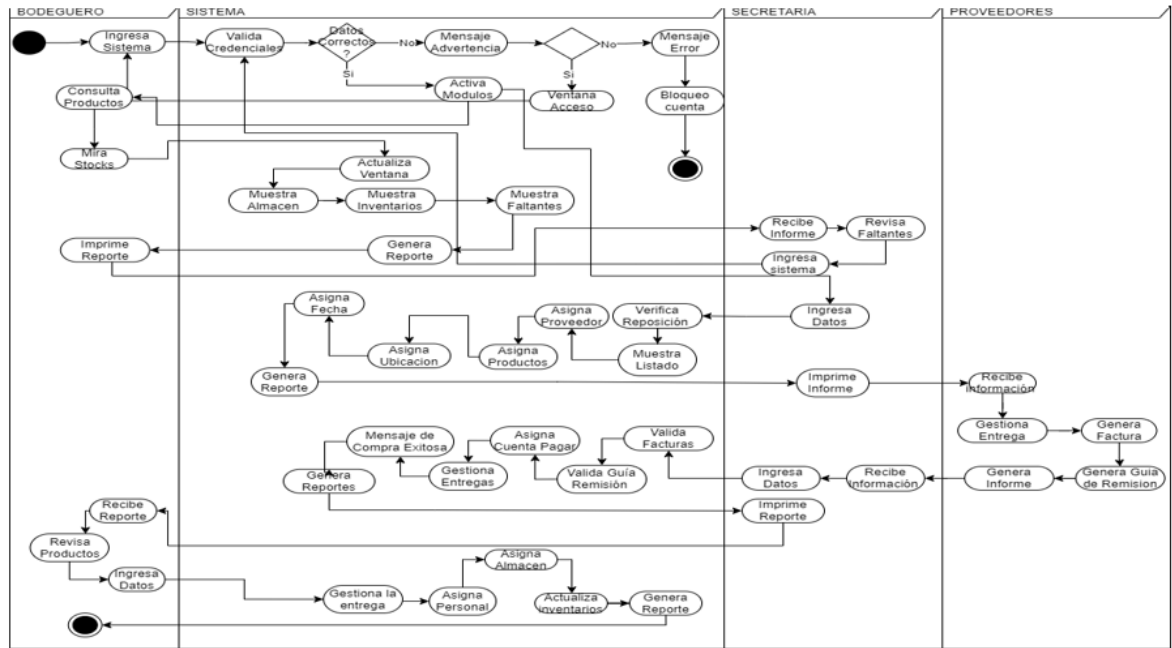 BODEGUERO
SISTEMA
SECRETARIA
PROVEEDORES
Ingresa
Sistema
Valida
Credenciales
Datos
Correctos
?
No
Mensaje
Advertencia
No
Mensaje
Error
Si
Si
Consulta
Productos
Activa
Modulos
Ventana
Acceso
Bloqueo
cuenta
Mira
Stocks
Actualiza
Ventana
Muestra
Almacen
Muestra
Inventarios
Muestra
Faltantes
Recibe
Informe
Revisa
Faltantes
Imprime
Reporte
Genera
Reporte
Ingresa
sistema
Asigna
Fecha
Asigna
Proveedor
Verifica
Reposición
Ingresa
Datos
Asigna
Ubicacion
Asigna
Productos
Muestra
Listado
Genera
Reporte
Imprime
Informe
Recibe
Información
Gestiona
Entrega
Genera
Factura
Mensaje de
Compra Exitosa
Asigna
Cuenta Pagar
Valida
Facturas
Genera
Reportes
Gestiona
Entregas
Valida Guía
Remisión
Ingresa
Datos
Recibe
Información
Genera
Informe
Genera Guia
de Remision
Recibe
Reporte
Imprime
Reporte
Revisa
Productos
Asigna
Almacen
Ingresa
Datos
Gestiona la
entrega
Asigna
Personal
Actualiza
inventarios
Genera
Reporte